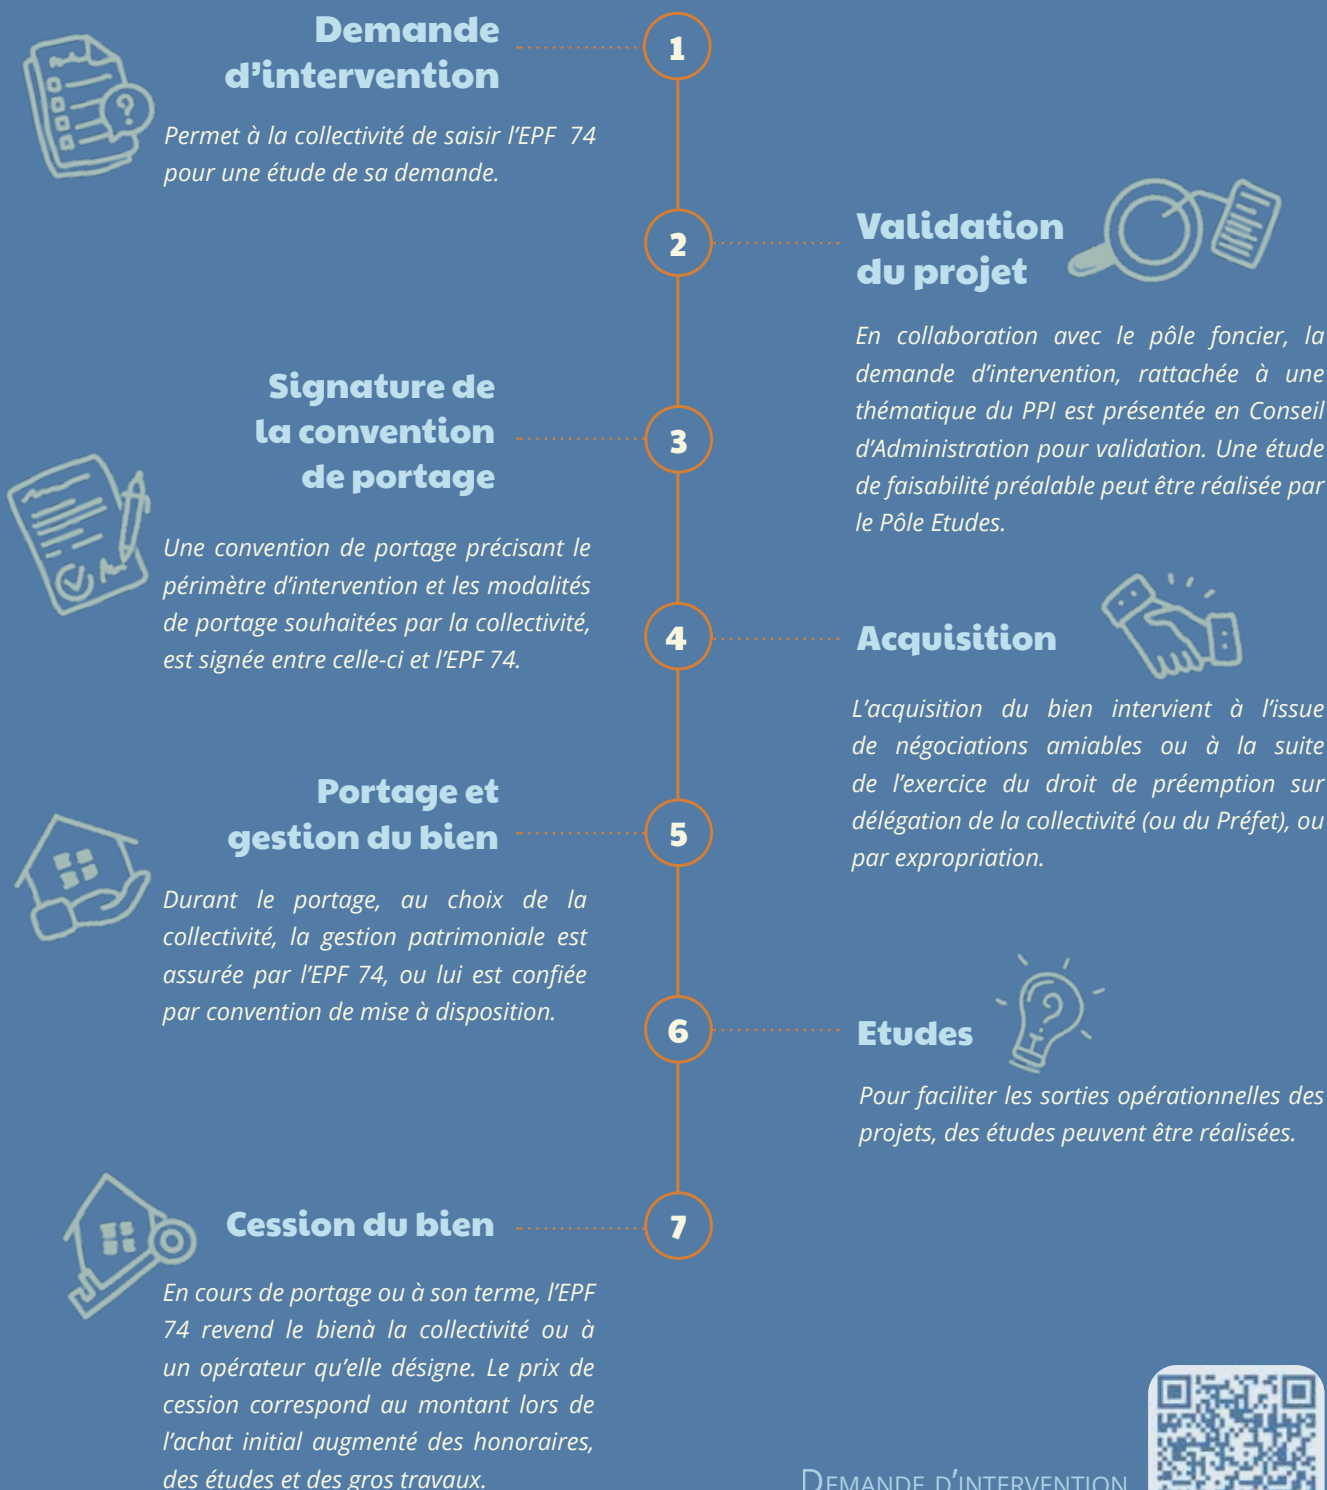 Demande
d'intervention
1
Permet à la collectivité de saisir l'EPF 74
pour une étude de sa demande.
2
Validation
du projet
En collaboration avec le pôle foncier, la
demande d'intervention, rattachée à une
thématique du PPI est présentée en Conseil
d'Administration pour validation. Une étude
de faisabilité préalable peut être réalisée par
le Pôle Etudes.
Signature de
la convention
de portage
3
Une convention de portage précisant le
périmètre d'intervention et les modalités
de portage souhaitées par la collectivité,
est signée entre celle-ci et l'EPF 74.
4
Acquisition
L'acquisition du bien intervient à l'issue
de négociations amiables ou à la suite
de l'exercice du droit de préemption sur
délégation de la collectivité (ou du Préfet), ou
par expropriation.
Portage et
gestion du bien
5
Durant le portage, au choix de la
collectivité, la gestion patrimoniale est
assurée par l'EPF 74, ou lui est confiée
par convention de mise à disposition.
6
Etudes
Pour faciliter les sorties opérationnelles des
projets, des études peuvent être réalisées.
Cession du bien
7
En cours de portage ou à son terme, l'EPF
74 revend le bienà la collectivité ou à
un opérateur qu'elle désigne. Le prix de
cession correspond au montant lors de
l'achat initial augmenté des honoraires,
des études et des gros travaux.
DEMANDE D'INTERVENTION